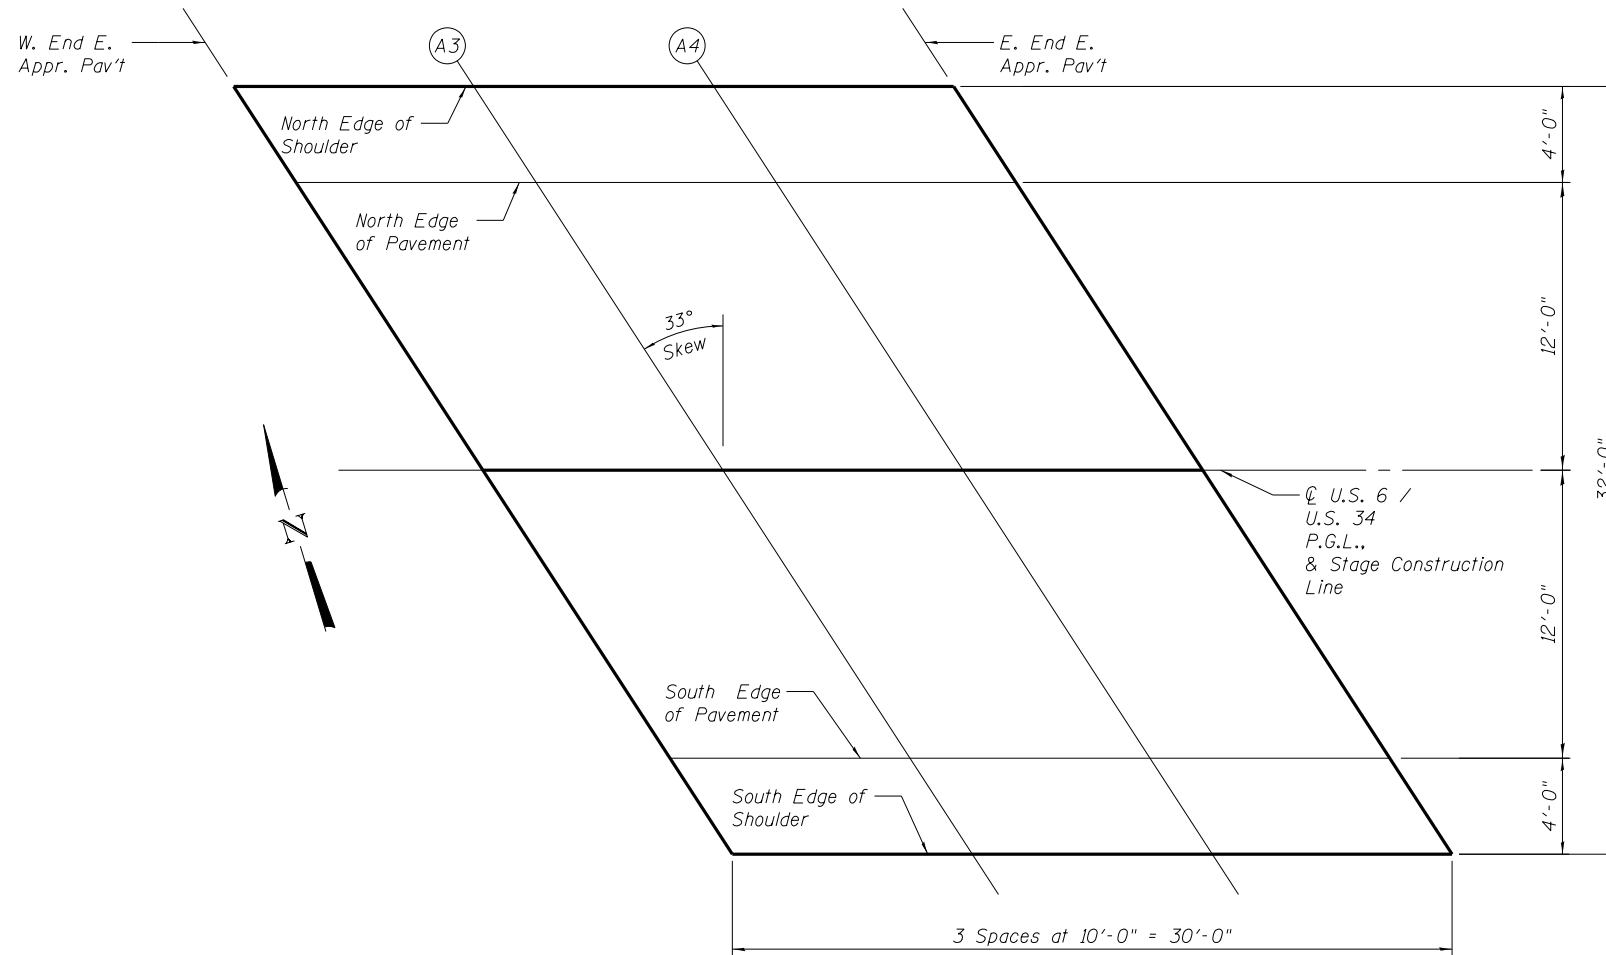 W. End E.
Appr. Pav't
A3
A4
E. End E.
Appr. Pav't
North Edge of
Shoulder
4'-0"
North Edge
of Pavement
12'-0"
33°
Skew
32'-0"
℄ U.S. 6 /
U.S. 34
P.G.L.,
& Stage Construction
Line
N
12'-0"
South Edge
of Pavement
South Edge of
Shoulder
4'-0"
3 Spaces at 10'-0" = 30'-0"